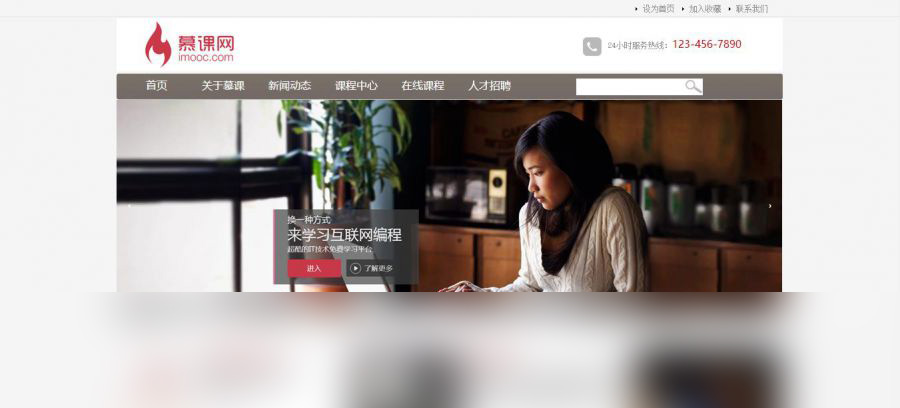 设为首页 加入收藏 联系我们
慕课网
imooc.com
24小时服务热线：123-456-7890
首页 关于慕课 新闻动态 课程中心 在线课程 人才招聘
换一种方式
来学习互联网编程
超酷的IT技术免费学习平台
进入 了解更多